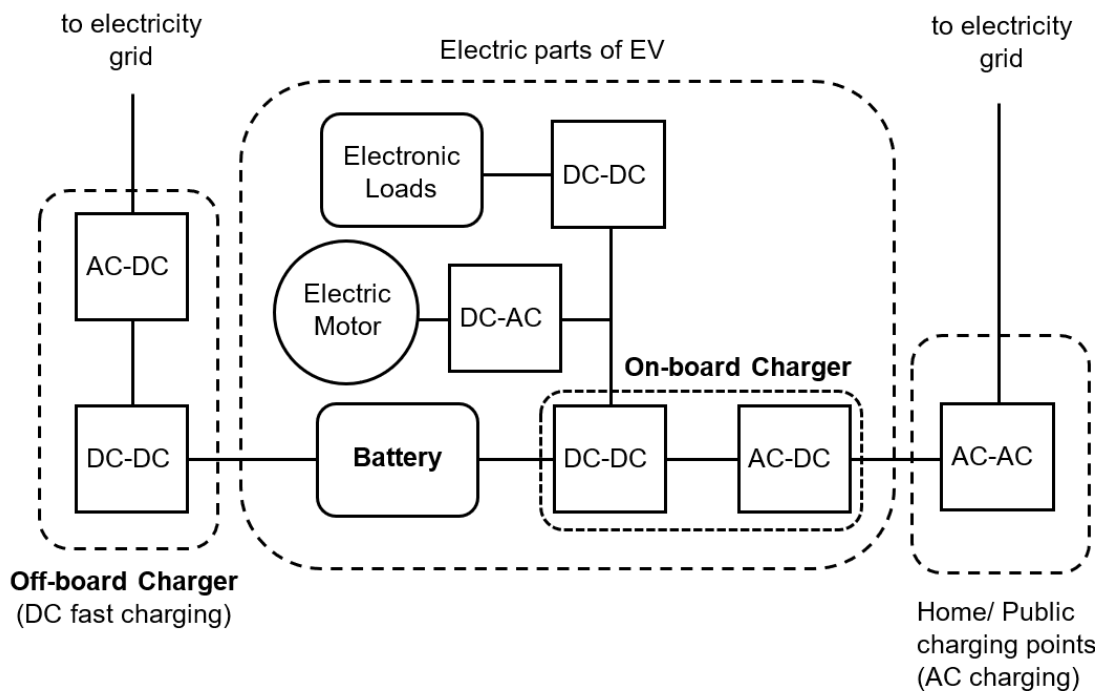 to electricity
grid
Electric parts of EV
to electricity
grid
Electronic
Loads
DC-DC
AC-DC
Electric
Motor
DC-AC
On-board Charger
DC-DC
Battery
DC-DC
AC-DC
AC-AC
Off-board Charger
(DC fast charging)
Home/ Public
charging points
(AC charging)